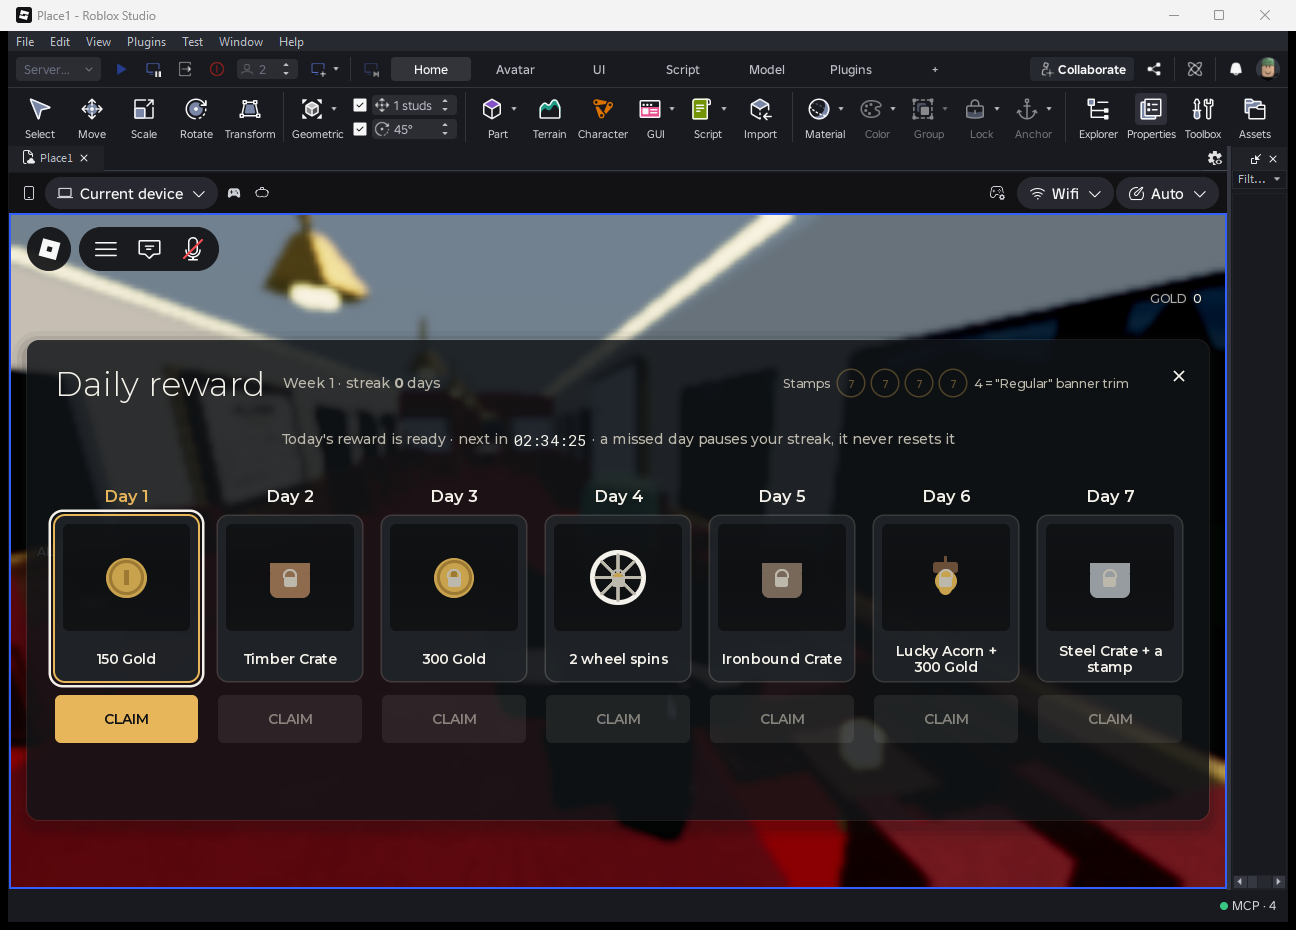 Place1 - Roblox Studio
File Edit View Plugins Test Window Help
Server... 2 Home Avatar UI Script Model Plugins + Collaborate
1 studs
45°
Select Move Scale Rotate Transform Geometric Part Terrain Character GUI Script Import Material Color Group Lock Anchor Explorer Properties Toolbox Assets
Place1
Filt...
Current device Wifi Auto
GOLD 0
Daily reward Week 1 · streak 0 days Stamps 7 7 7 7 4 = "Regular" banner trim
Today's reward is ready · next in 02:34:25 · a missed day pauses your streak, it never resets it
Day 1 Day 2 Day 3 Day 4 Day 5 Day 6 Day 7
150 Gold Timber Crate 300 Gold 2 wheel spins Ironbound Crate Lucky Acorn + 300 Gold Steel Crate + a stamp
CLAIM CLAIM CLAIM CLAIM CLAIM CLAIM CLAIM
MCP · 4